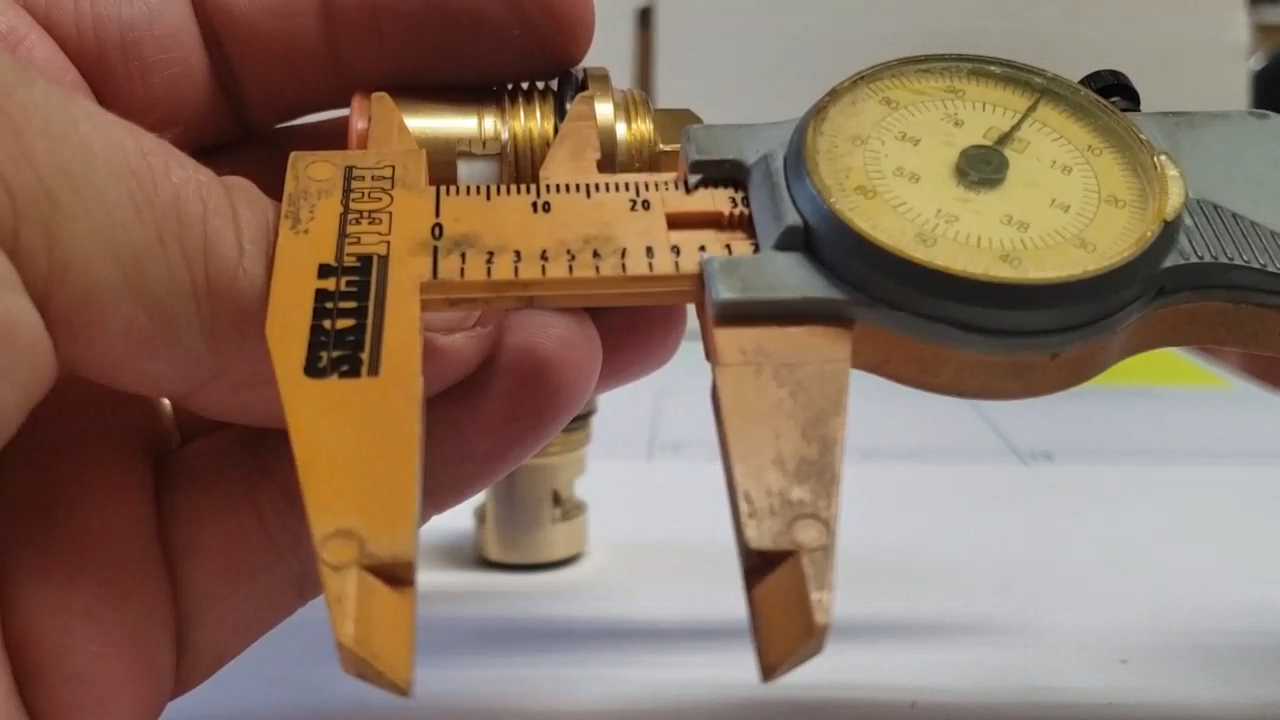 SKILLTECH
0 10 20 30
1 2 3 4 5 6 7 8 9 1
90 10 20 30 40 50 60 80
7/8 1/8 1/4 3/8 1/2 5/8 3/4